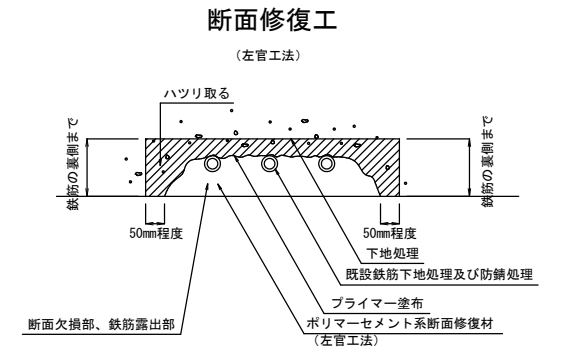 断面修復工
（左官工法）
ハツリ取る
鉄筋の裏側まで
鉄筋の裏側まで
50mm程度
50mm程度
下地処理
既設鉄筋下地処理及び防錆処理
プライマー塗布
断面欠損部、鉄筋露出部
ポリマーセメント系断面修復材
（左官工法）